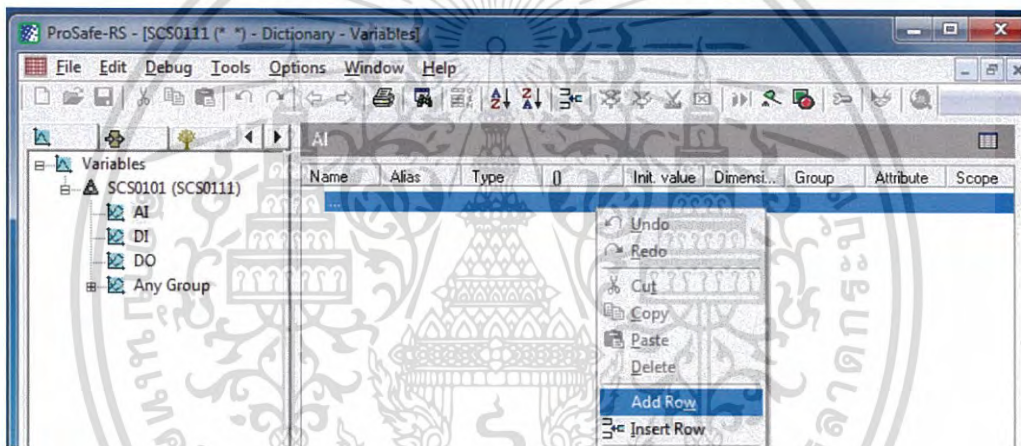 ProSafe-RS - [SCS0111 (* *) - Dictionary - Variables]
File Edit Debug Tools Options Window Help
AI
Variables
SCS0101 (SCS0111)
AI
DI
DO
Any Group
Name Alias Type () Init. value Dimensi... Group Attribute Scope
...
Undo
Redo
Cut
Copy
Paste
Delete
Add Row
Insert Row